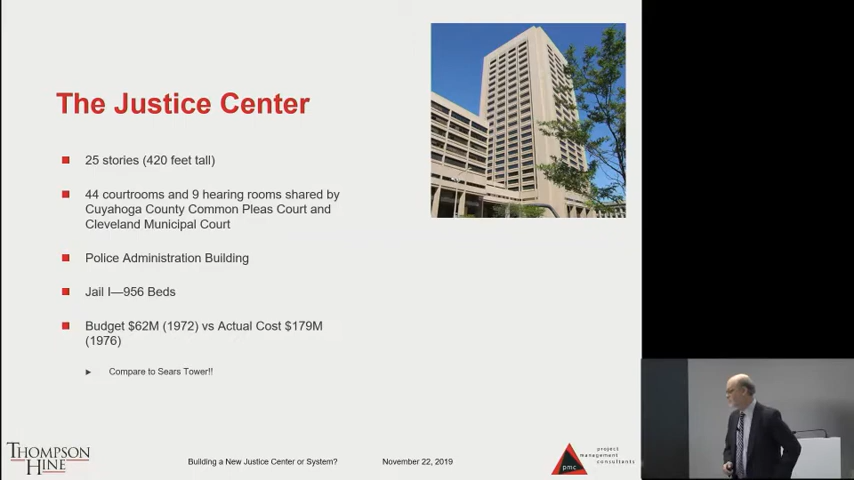 The Justice Center
25 stories (420 feet tall)
44 courtrooms and 9 hearing rooms shared by
Cuyahoga County Common Pleas Court and
Cleveland Municipal Court
Police Administration Building
Jail I—956 Beds
Budget $62M (1972) vs Actual Cost $179M
(1976)
Compare to Sears Tower!!
THOMPSON
HINE
Building a New Justice Center or System?
November 22, 2019
pmc
project
management
consultants